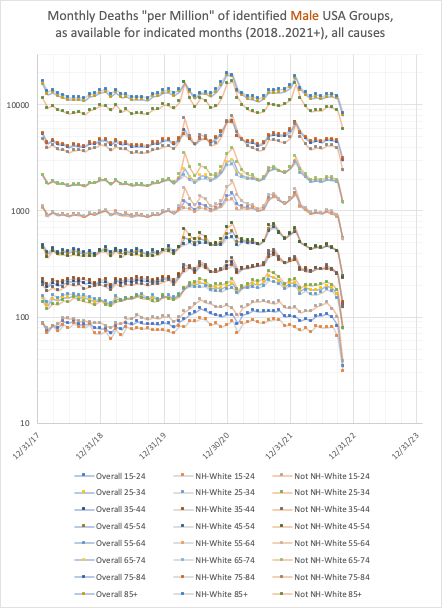 Monthly Deaths "per Million" of identified Male USA Groups,
as available for indicated months (2018..2021+), all causes
10000
1000
100
10
12/31/17
12/31/18
12/31/19
12/31/20
12/31/21
12/31/22
12/31/23
Overall 15-24 NH-White 15-24 Not NH-White 15-24
Overall 25-34 NH-White 25-34 Not NH-White 25-34
Overall 35-44 NH-White 35-44 Not NH-White 35-44
Overall 45-54 NH-White 45-54 Not NH-White 45-54
Overall 55-64 NH-White 55-64 Not NH-White 55-64
Overall 65-74 NH-White 65-74 Not NH-White 65-74
Overall 75-84 NH-White 75-84 Not NH-White 75-84
Overall 85+ NH-White 85+ Not NH-White 85+